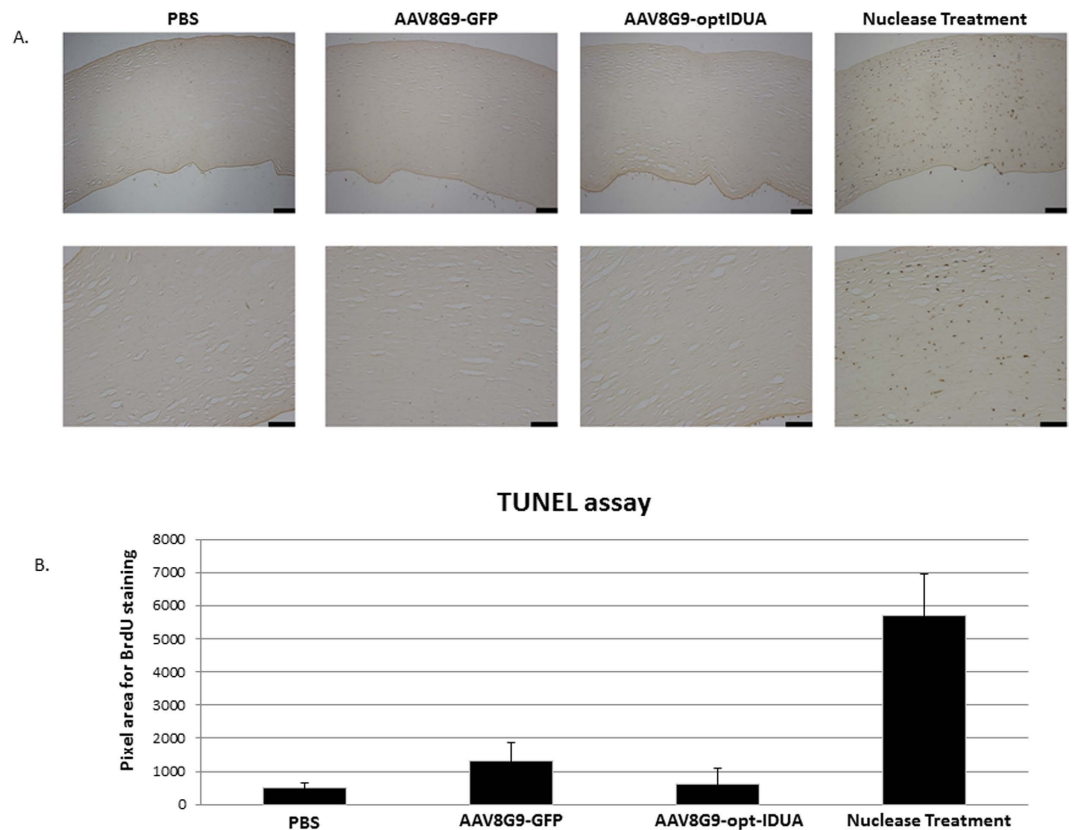 PBS
AAV8G9-GFP
AAV8G9-optIDUA
Nuclease Treatment
A.
TUNEL assay
B.
Pixel area for BrdU staining
8000
7000
6000
5000
4000
3000
2000
1000
0
PBS
AAV8G9-GFP
AAV8G9-opt-IDUA
Nuclease Treatment